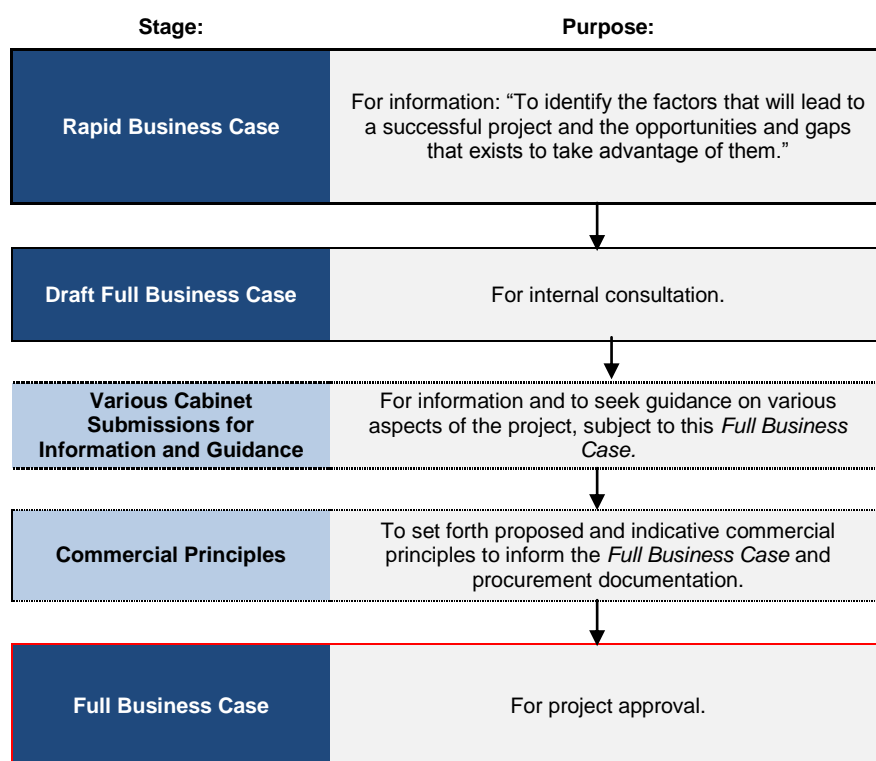 Stage:
Purpose:
Rapid Business Case
For information: “To identify the factors that will lead to
a successful project and the opportunities and gaps
that exists to take advantage of them.”
Draft Full Business Case
For internal consultation.
Various Cabinet
Submissions for
Information and Guidance
For information and to seek guidance on various
aspects of the project, subject to this Full Business
Case.
Commercial Principles
To set forth proposed and indicative commercial
principles to inform the Full Business Case and
procurement documentation.
Full Business Case
For project approval.